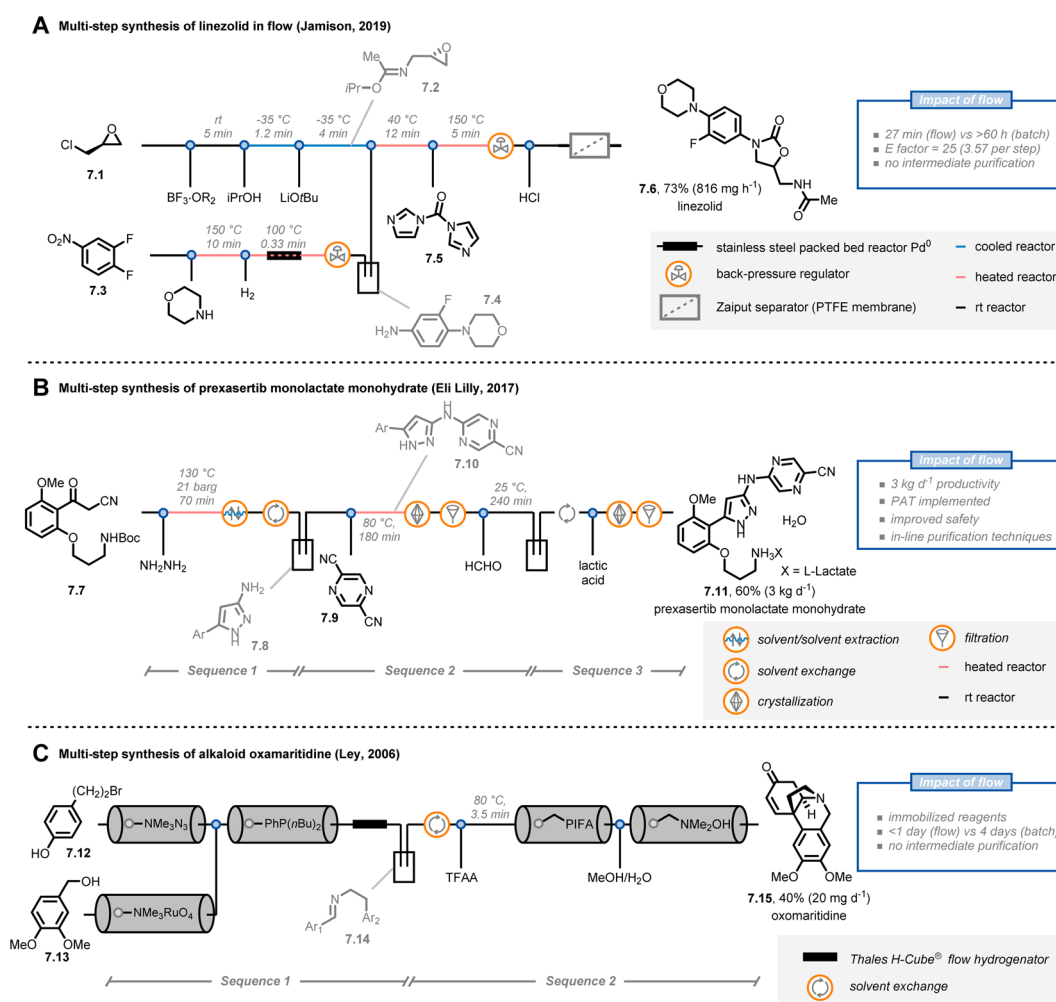 A Multi-step synthesis of linezolid in flow (Jamison, 2019)
Me
O
N
iPrO
7.2
rt
5 min
-35 °C
1.2 min
-35 °C
4 min
40 °C
12 min
150 °C
5 min
Cl
O
7.1
BF3·OR2
iPrOH
LiOtBu
O
N
N
N
N
7.5
HCl
O2N
F
F
7.3
150 °C
10 min
100 °C
0.33 min
O
N
H
H2
F
H2N
N
O
7.4
O
N
F
O
N
O
HN
Me
O
7.6, 73% (816 mg h-1)
linezolid
Impact of flow
27 min (flow) vs >60 h (batch)
E factor = 25 (3.57 per step)
no intermediate purification
stainless steel packed bed reactor Pd0
back-pressure regulator
Zaiput separator (PTFE membrane)
cooled reactor
heated reactor
rt reactor
B Multi-step synthesis of prexasertib monolactate monohydrate (Eli Lilly, 2017)
OMe
O
CN
O
NHBoc
7.7
130 °C
21 barg
70 min
NH2NH2
NH2
Ar
N
N
H
7.8
H
N
N
Ar
HN
N
N
CN
7.10
80 °C,
180 min
CN
N
N
CN
7.9
25 °C,
240 min
HCHO
lactic
acid
N
CN
HN
N
OMe
N
N
H
O
H2O
NH3X
X = L-Lactate
7.11, 60% (3 kg d-1)
prexasertib monolactate monohydrate
Sequence 1
Sequence 2
Sequence 3
Impact of flow
3 kg d-1 productivity
PAT implemented
improved safety
in-line purification techniques
solvent/solvent extraction
solvent exchange
crystallization
filtration
heated reactor
rt reactor
C Multi-step synthesis of alkaloid oxamaritidine (Ley, 2006)
(CH2)2Br
HO
7.12
NMe3N3
PhP(nBu)2
OH
MeO
OMe
7.13
NMe3RuO4
N
Ar1
Ar2
7.14
TFAA
80 °C,
3.5 min
PIFA
MeOH/H2O
NMe2OH
O
N
H
OMe
OMe
7.15, 40% (20 mg d-1)
oxomaritidine
Sequence 1
Sequence 2
Impact of flow
immobilized reagents
<1 day (flow) vs 4 days (batch)
no intermediate purification
Thales H-Cube® flow hydrogenator
solvent exchange